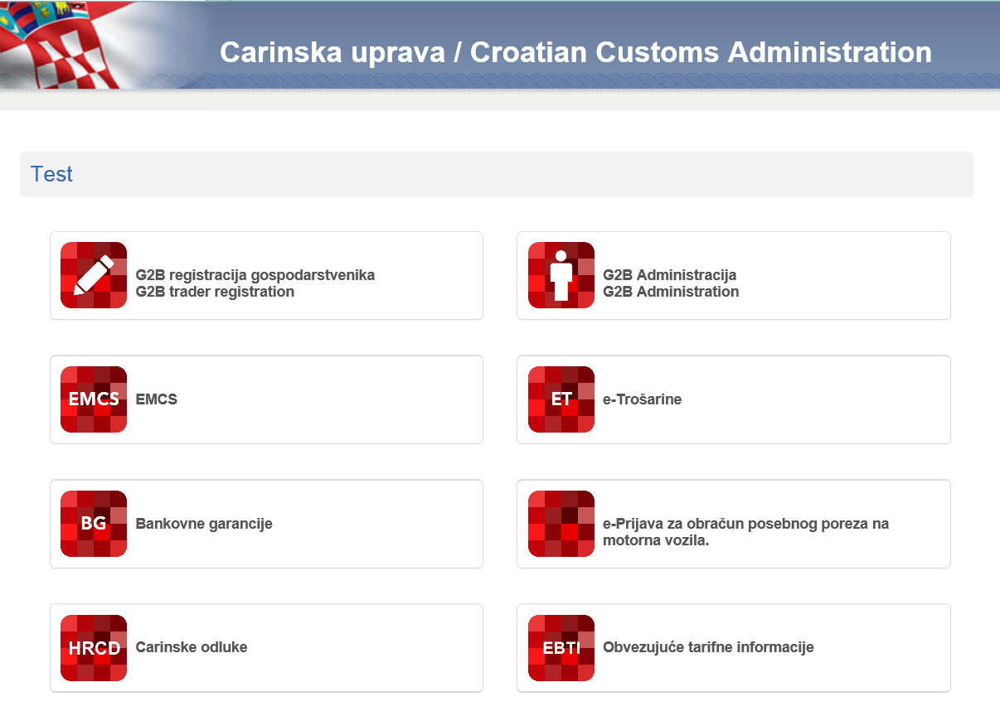 Carinska uprava / Croatian Customs Administration
Test
G2B registracija gospodarstvenika
G2B trader registration
G2B Administracija
G2B Administration
EMCS EMCS
ET e-Trošarine
BG Bankovne garancije
e-Prijava za obračun posebnog poreza na
motorna vozila.
HRCD Carinske odluke
EBTI Obvezujuće tarifne informacije